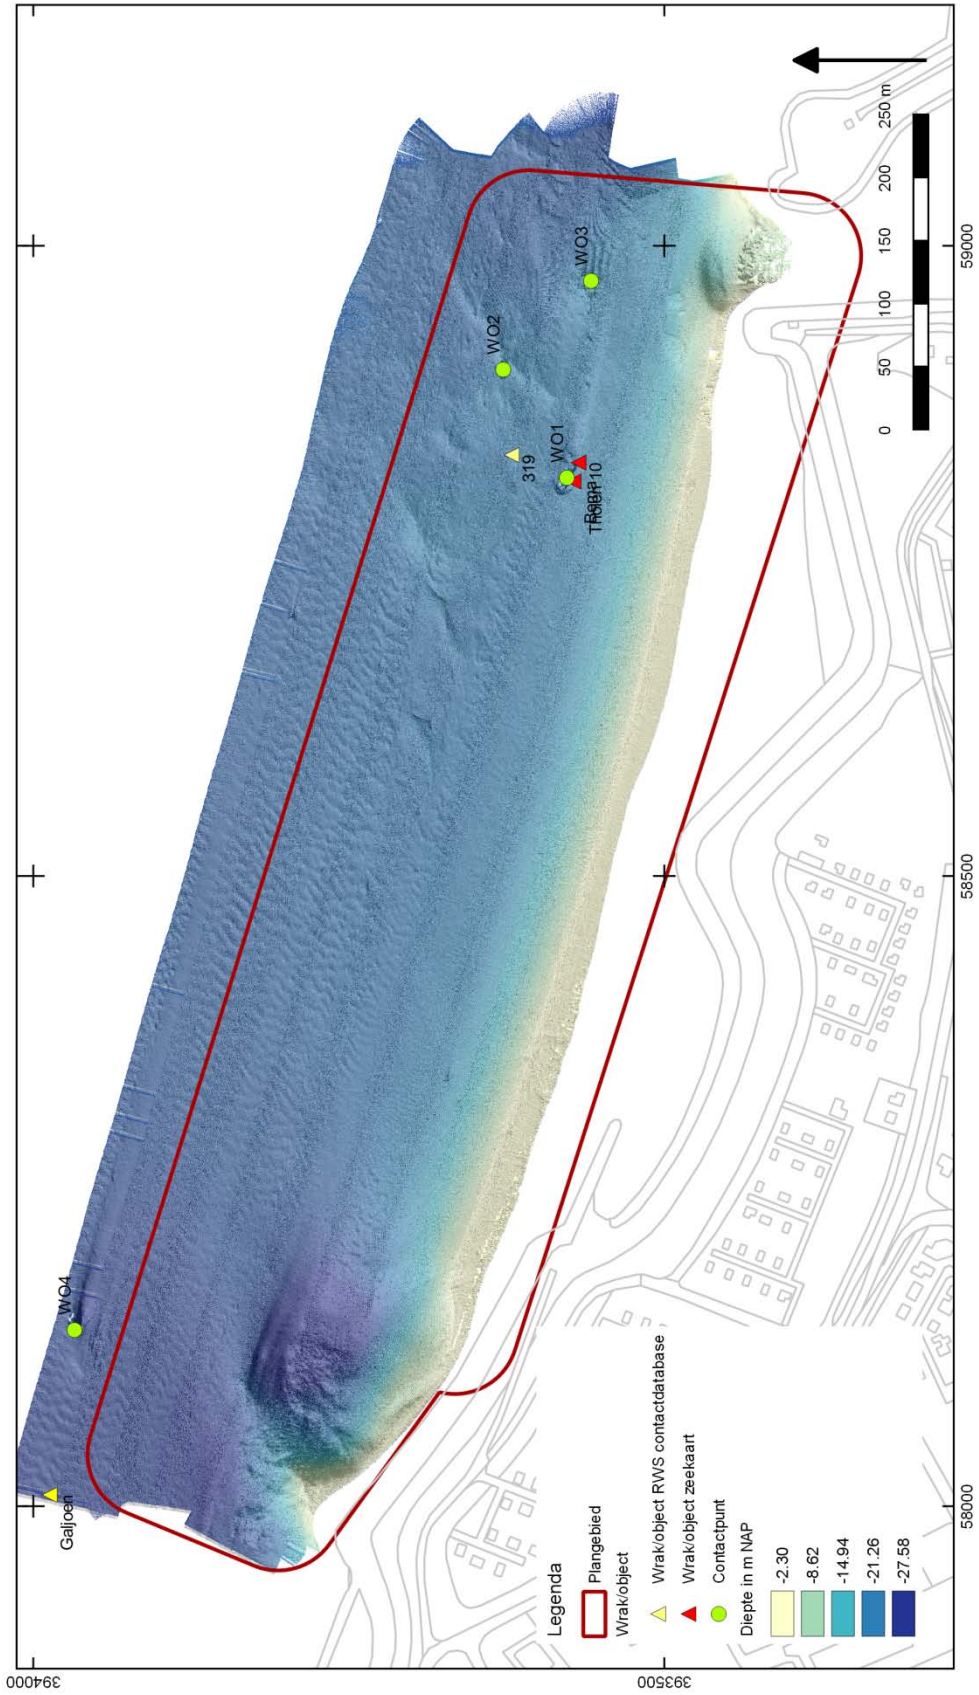 394000
393500
58000
58500
59000
Galjoen
WO4
319
WO1
10
WO2
WO3
Legenda
Plangebied
Wrak/object
Wrak/object RWS contactdatabase
Wrak/object zeekaart
Contactpunt
Diepte in m NAP
-2.30
-8.62
-14.94
-21.26
-27.58
0 50 100 150 200 250 m